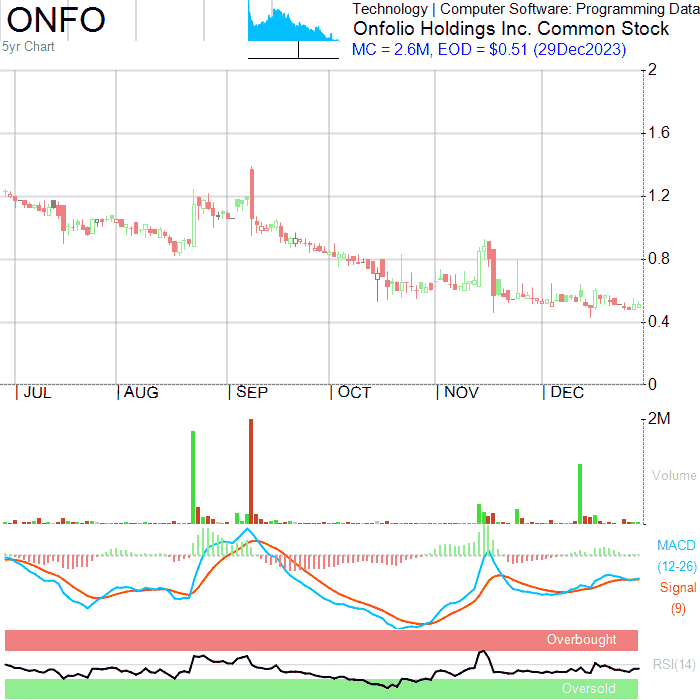 ONFO
5yr Chart
Technology | Computer Software: Programming Data
Onfolio Holdings Inc. Common Stock
MC = 2.6M, EOD = $0.51 (29Dec2023)
2
1.6
1.2
0.8
0.4
0
JUL AUG SEP OCT NOV DEC
2M
Volume
MACD
(12-26)
Signal
(9)
Overbought
RSI(14)
Oversold